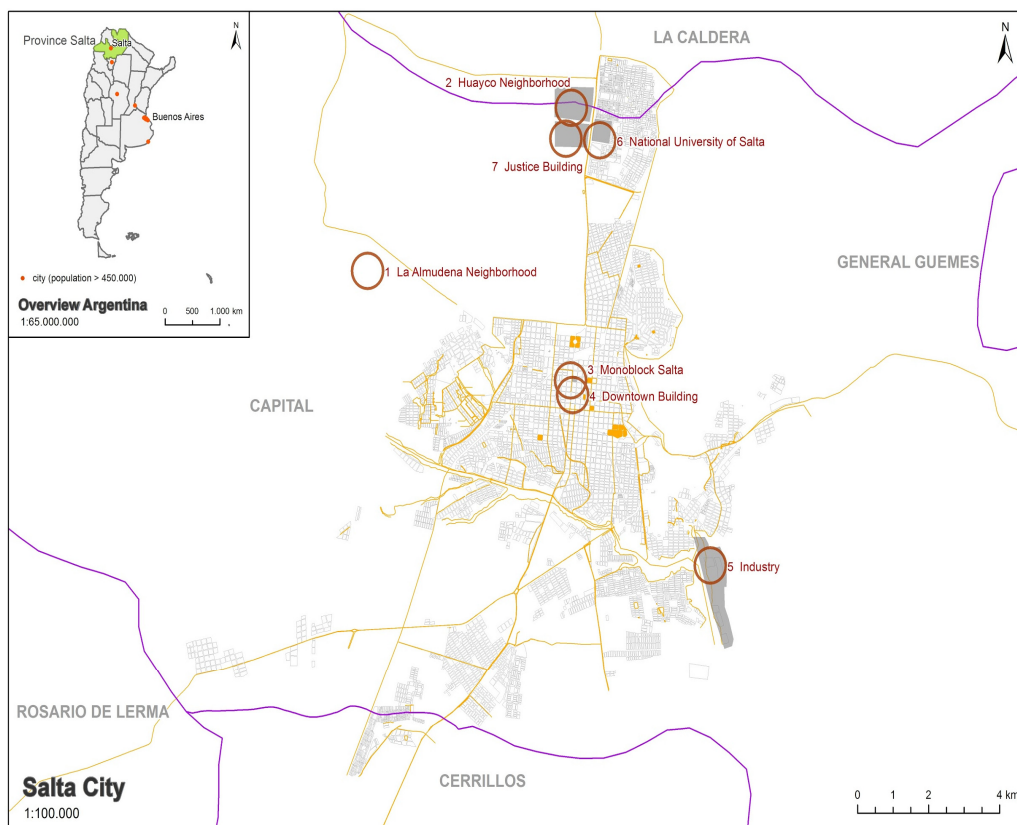 Province Salta
Salta
N
Buenos Aires
city (population > 450.000)
Overview Argentina
1:65.000.000
0 500 1.000 km
N
LA CALDERA
2 Huayco Neighborhood
6 National University of Salta
7 Justice Building
GENERAL GUEMES
1 La Almudena Neighborhood
3 Monoblock Salta
4 Downtown Building
CAPITAL
5 Industry
ROSARIO DE LERMA
CERRILLOS
Salta City
1:100.000
0 1 2 4 km